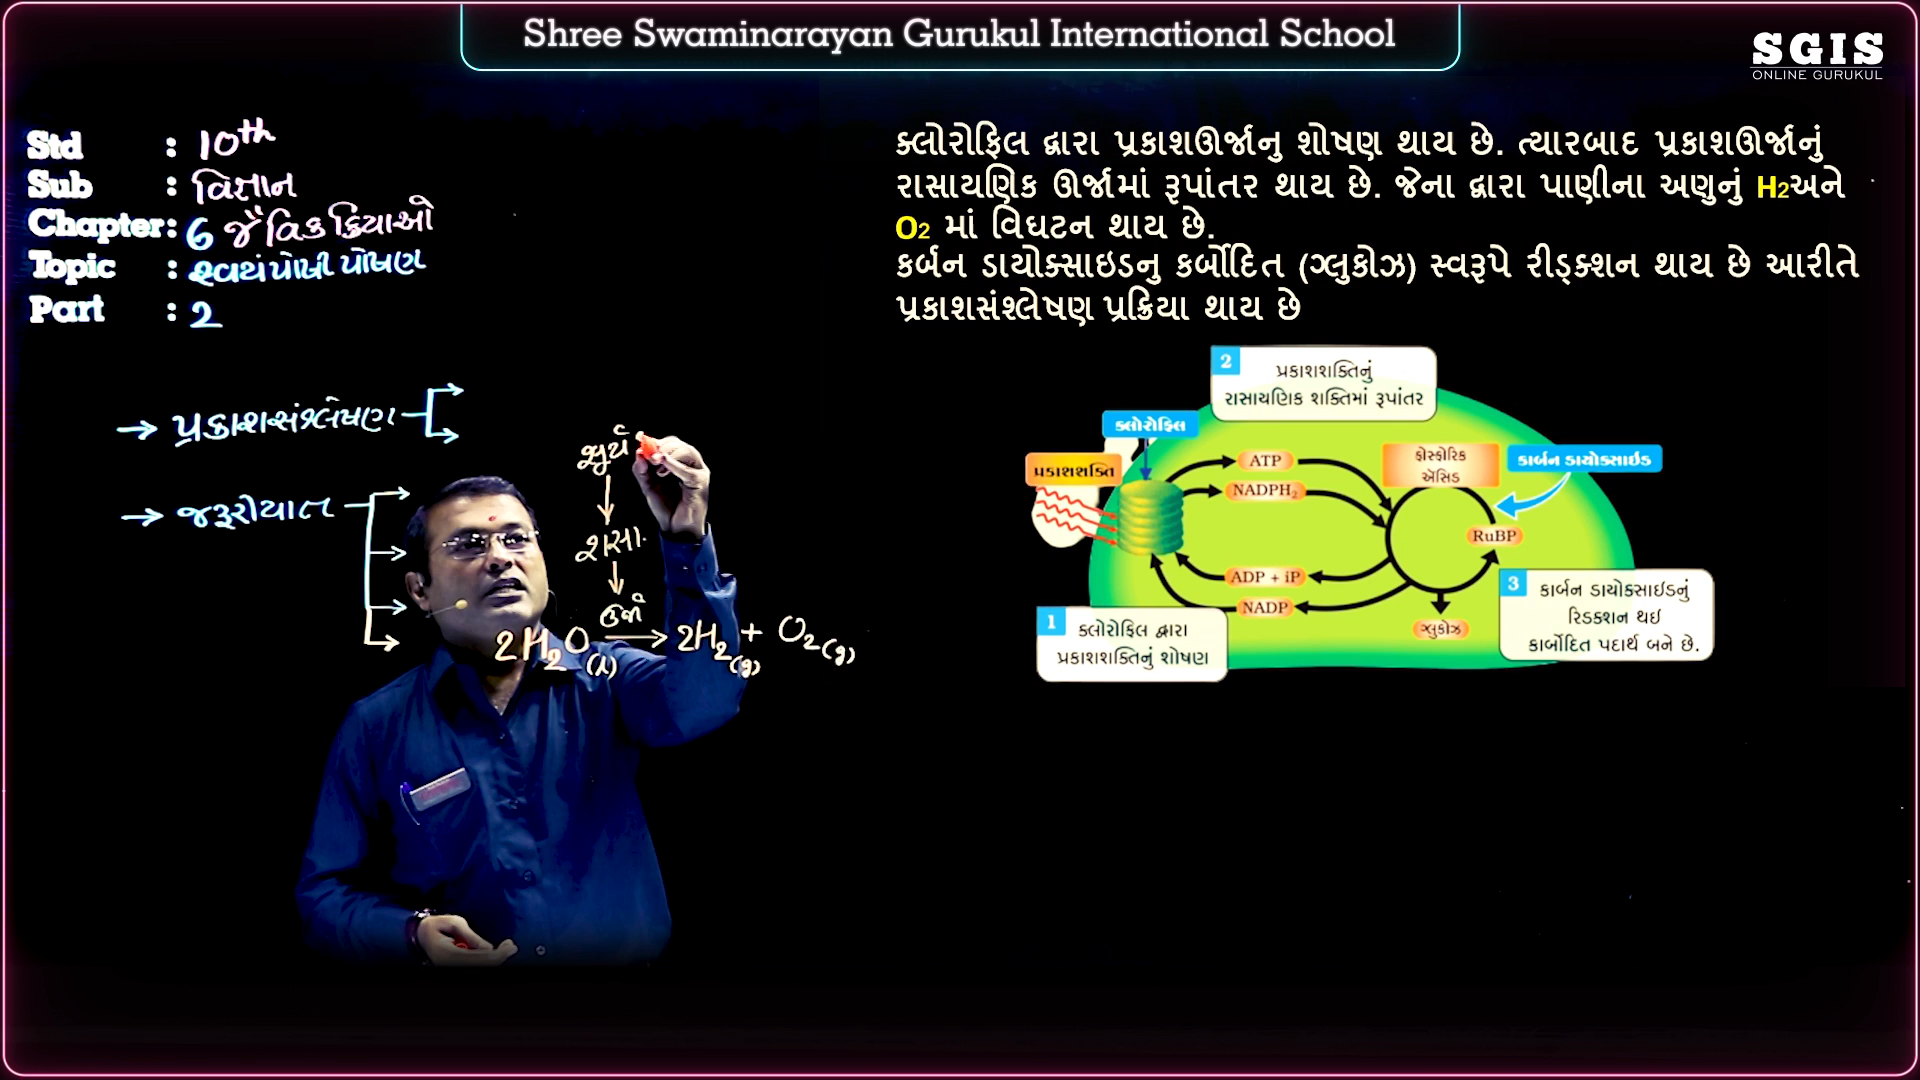 Shree Swaminarayan Gurukul International School
SGIS
ONLINE GURUKUL
Std : 10th
Sub : વિજ્ઞાન
Chapter: 6 જૈવિક ક્રિયાઓ
Topic : સ્વયંપોષી પોષણ
Part : 2
→ પ્રકાશસંશ્લેષણ
→ જરૂરીયાત
સૂર્ય
↓
રાસા.
↓
ઉર્જા
2H2O(l) → 2H2(g) + O2(g)
ક્લોરોફિલ દ્વારા પ્રકાશઊર્જાનુ શોષણ થાય છે. ત્યારબાદ પ્રકાશઊર્જાનું
રાસાયણિક ઊર્જામાં રૂપાંતર થાય છે. જેના દ્વારા પાણીના અણુનું H2અને
O2 માં વિઘટન થાય છે.
કર્બન ડાયોક્સાઇડનુ કર્બોદિત (ગ્લુકોઝ) સ્વરૂપે રીડ્ક્શન થાય છે આરીતે
પ્રકાશસંશ્લેષણ પ્રક્રિયા થાય છે
2
પ્રકાશશક્તિનું
રાસાયણિક શક્તિમાં રૂપાંતર
ક્લોરોફિલ
પ્રકાશશક્તિ
ATP
NADPH2
ફોસ્ફોરિક
ઍસિડ
કાર્બન ડાયોક્સાઇડ
RuBP
ADP + iP
NADP
ગ્લુકોઝ
1
ક્લોરોફિલ દ્વારા
પ્રકાશશક્તિનું શોષણ
3
કાર્બન ડાયોક્સાઇડનું
રિડક્શન થઇ
કાર્બોદિત પદાર્થ બને છે.